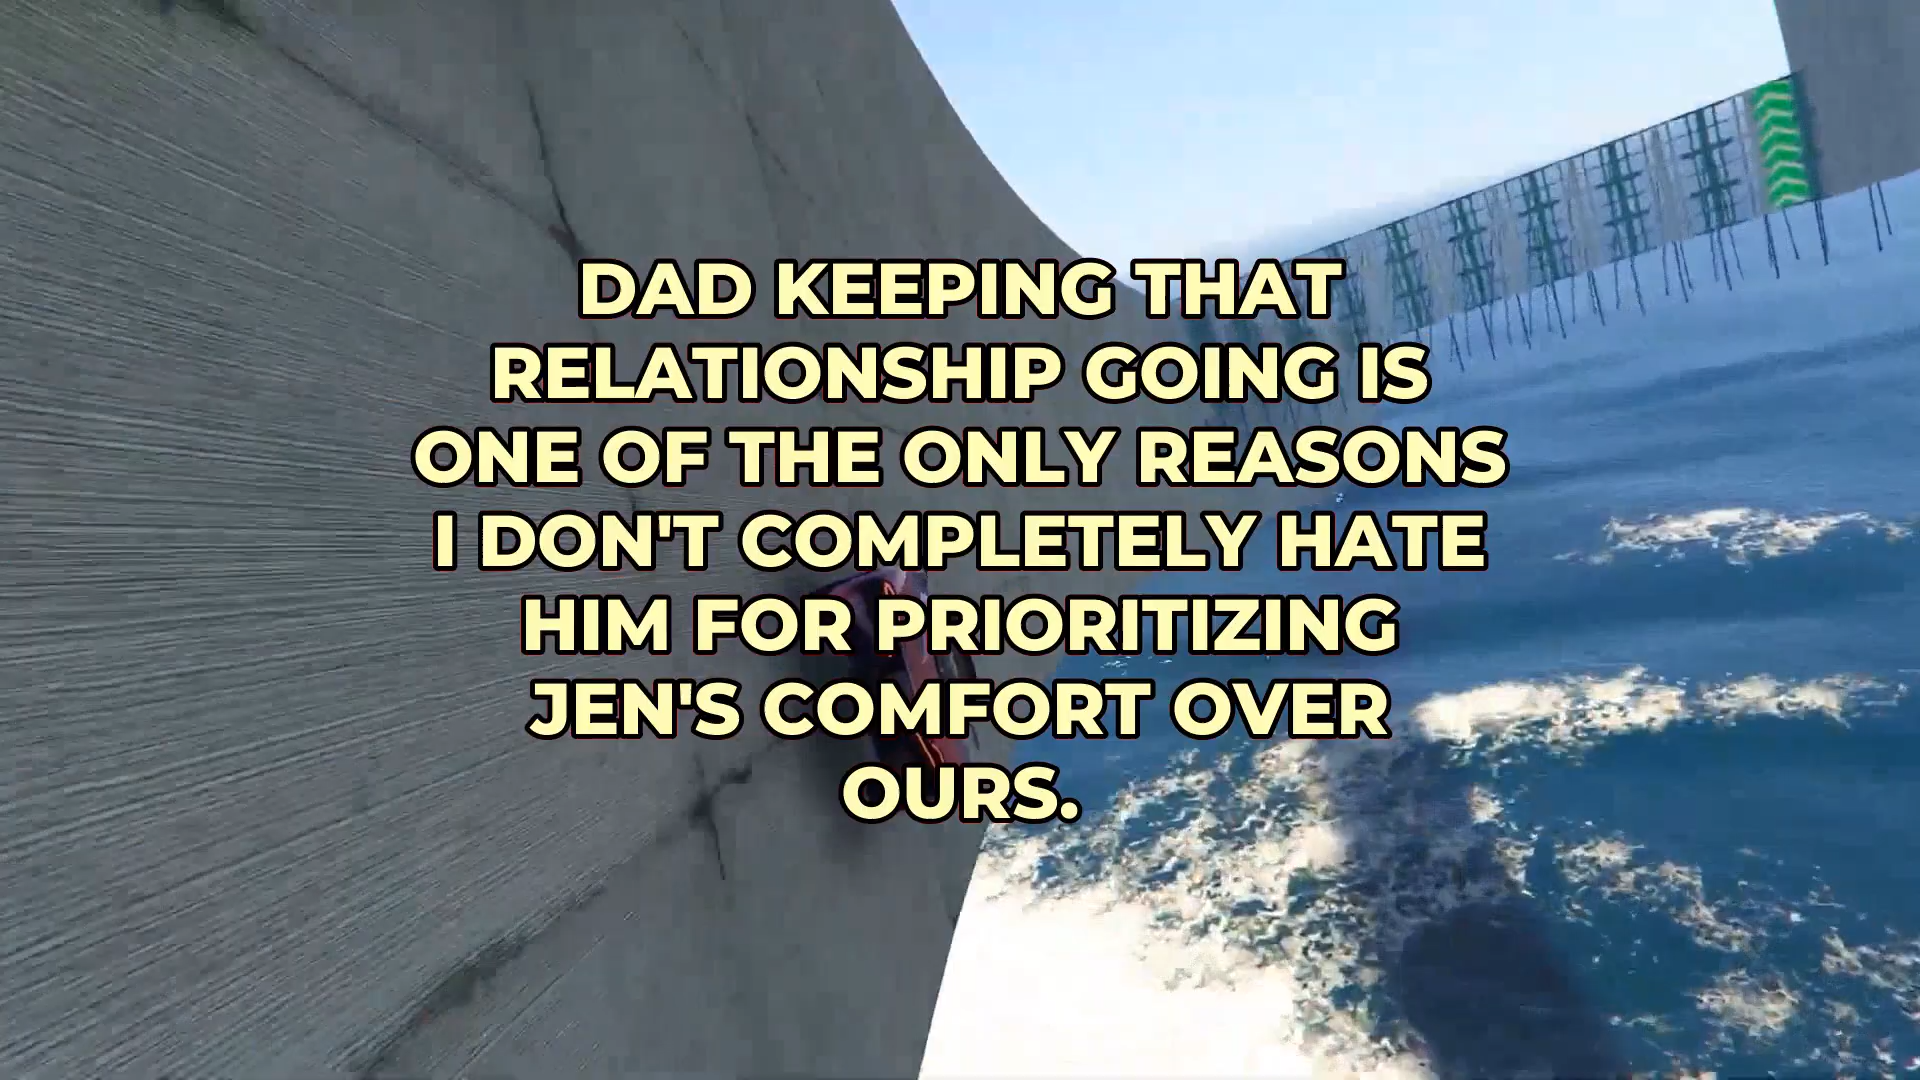 DAD KEEPING THAT
RELATIONSHIP GOING IS
ONE OF THE ONLY REASONS
I DON'T COMPLETELY HATE
HIM FOR PRIORITIZING
JEN'S COMFORT OVER
OURS.